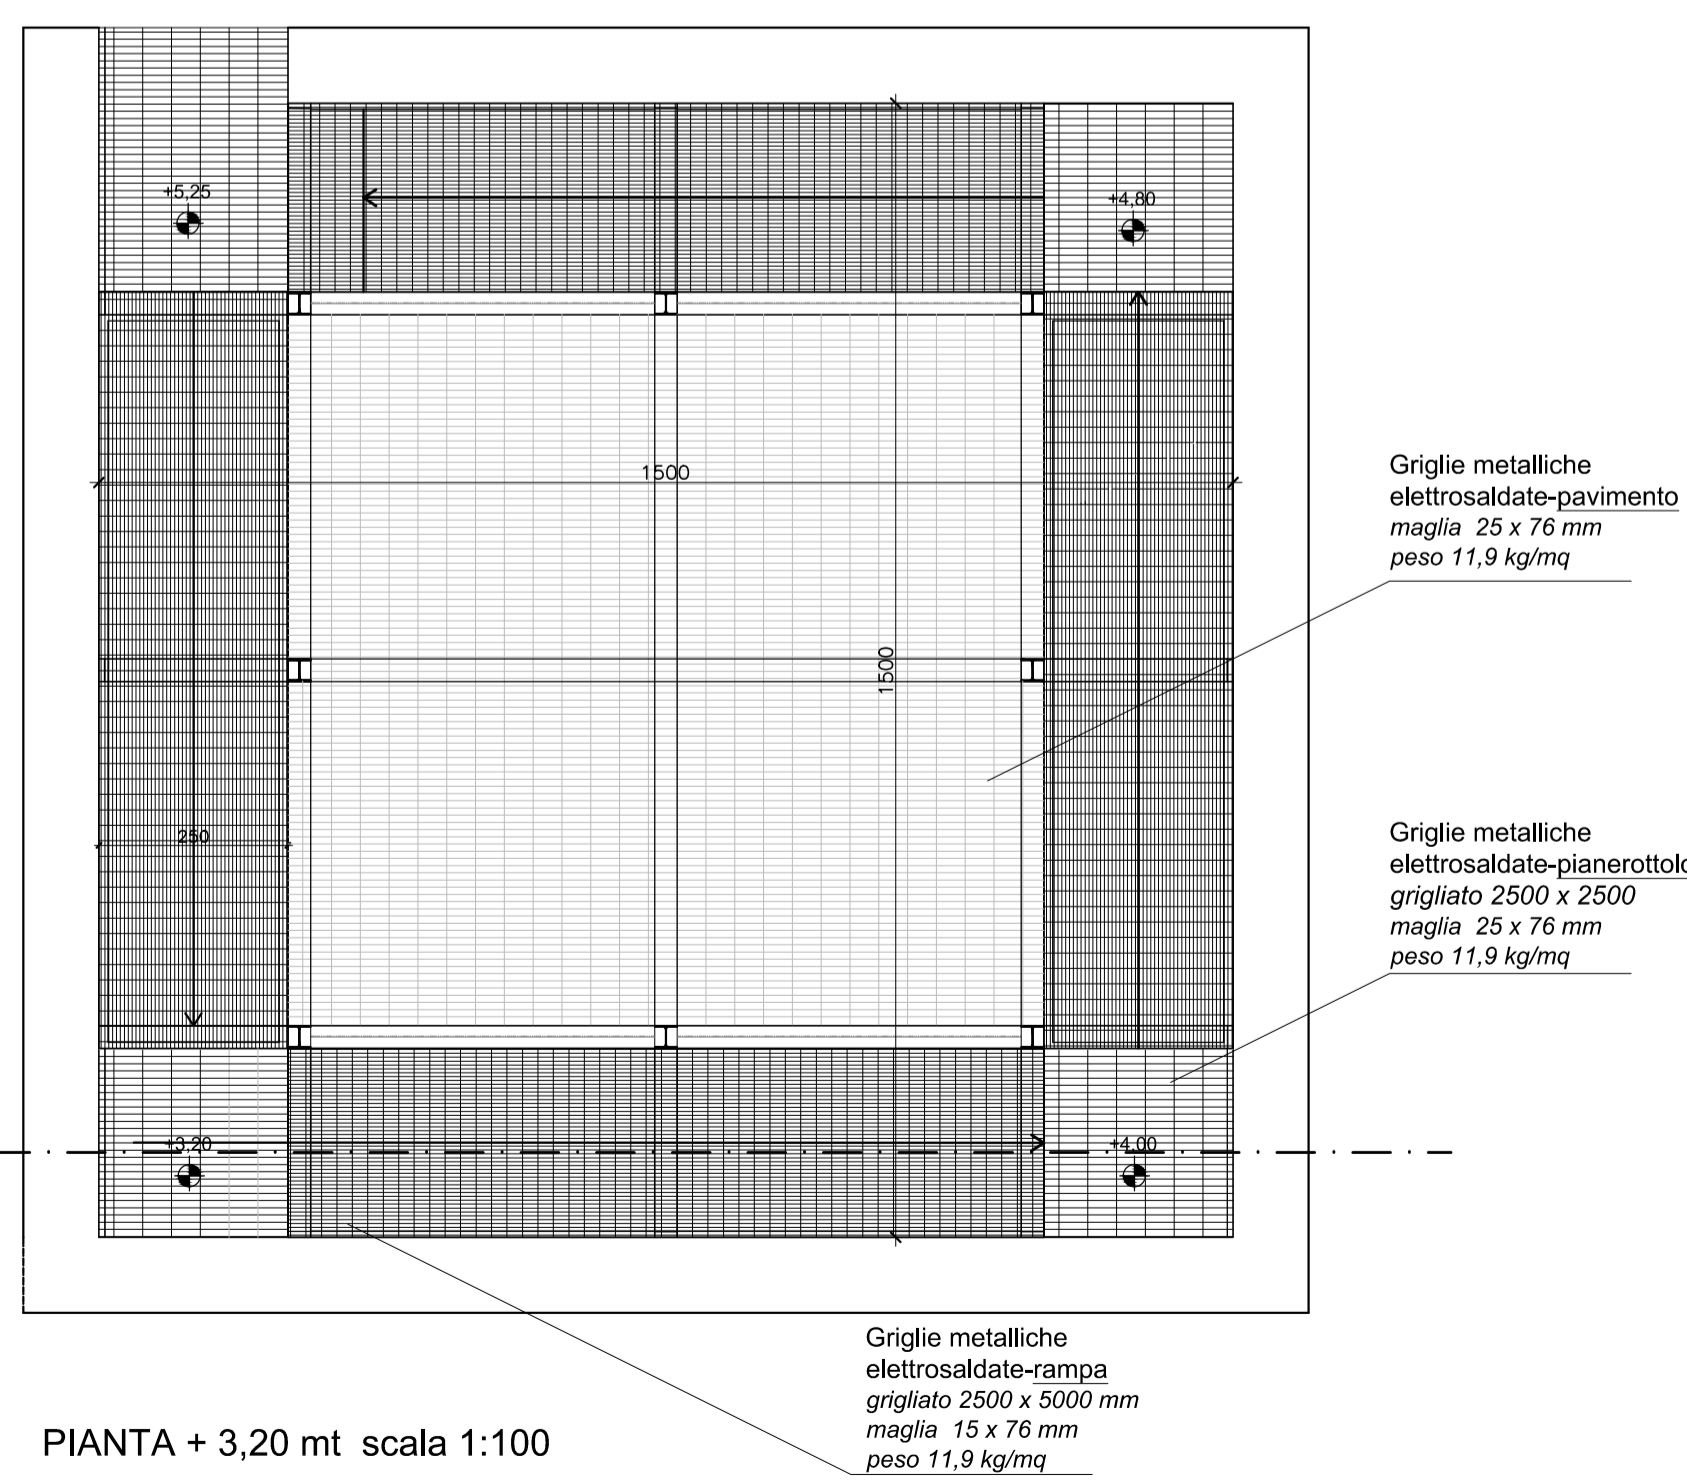 +5,25
+4,80
1500
1500
250
+3,20
+4,00
Griglie metalliche
elettrosaldate-pavimento
maglia 25 x 76 mm
peso 11,9 kg/mq
Griglie metalliche
elettrosaldate-pianerottolo
grigliato 2500 x 2500
maglia 25 x 76 mm
peso 11,9 kg/mq
Griglie metalliche
elettrosaldate-rampa
grigliato 2500 x 5000 mm
maglia 15 x 76 mm
peso 11,9 kg/mq
PIANTA + 3,20 mt scala 1:100